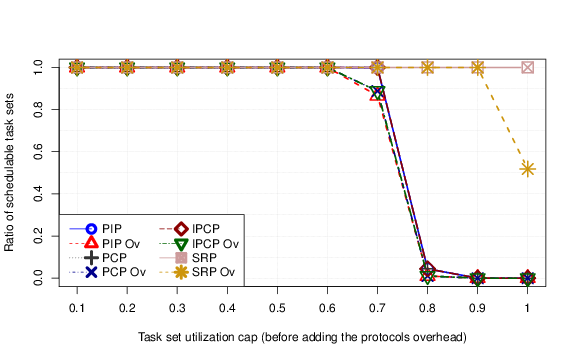 Ratio of schedulable task sets
1.0
0.8
0.6
0.4
0.2
0.0
PIP
PIP Ov
PCP
PCP Ov
IPCP
IPCP Ov
SRP
SRP Ov
0.1 0.2 0.3 0.4 0.5 0.6 0.7 0.8 0.9 1
Task set utilization cap (before adding the protocols overhead)